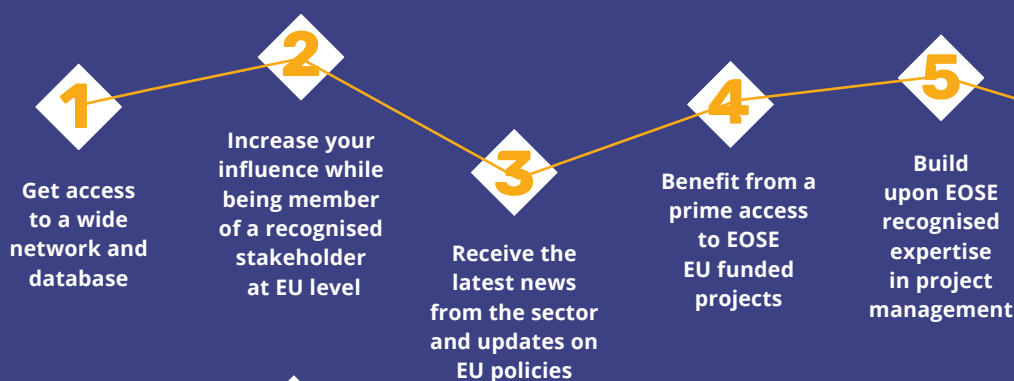 1
Get access
to a wide
network and
database
2
Increase your
influence while
being member
of a recognised
stakeholder
at EU level
3
Receive the
latest news
from the sector
and updates on
EU policies
4
Benefit from a
prime access
to EOSE
EU funded
projects
5
Build
upon EOSE
recognised
expertise
in project
management